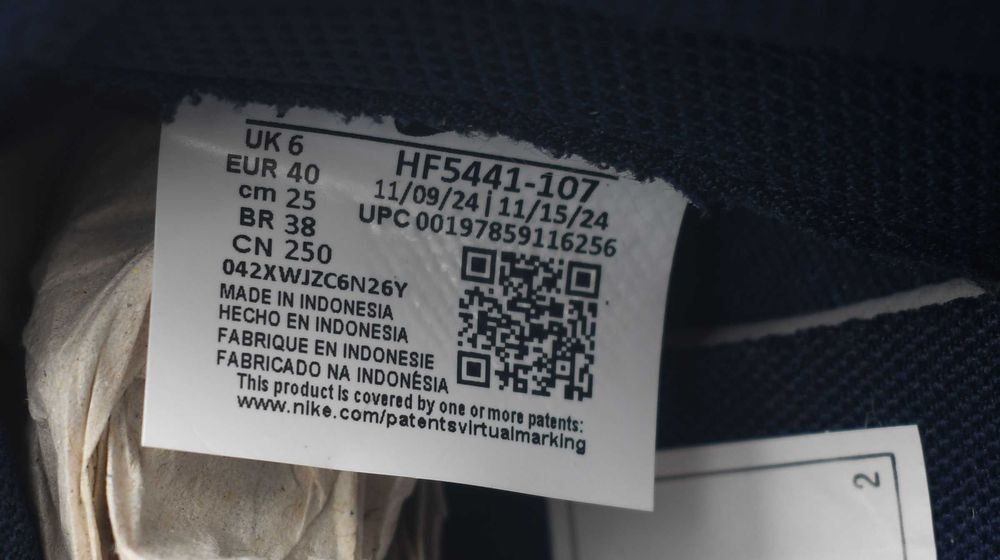 UK 6
EUR 40
cm 25
BR 38
CN 250
HF5441-107
11/09/24 | 11/15/24
UPC 00197859116256
042XWJZC6N26Y
MADE IN INDONESIA
HECHO EN INDONESIA
FABRIQUE EN INDONESIE
FABRICADO NA INDONÉSIA
This product is covered by one or more patents:
www.nike.com/patentsvirtualmarking
2